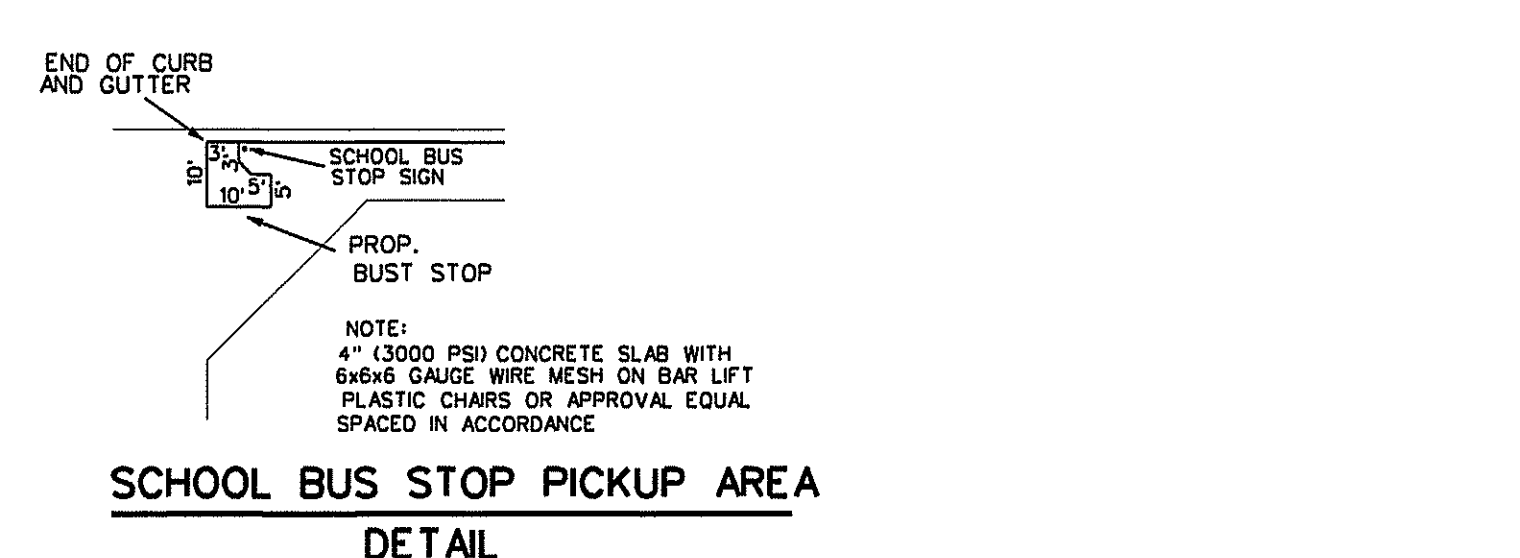 END OF CURB
AND GUTTER
3'
3'
10'
SCHOOL BUS
STOP SIGN
5'
5'
10'
PROP.
BUST STOP
NOTE:
4" (3000 PSI) CONCRETE SLAB WITH
6x6x6 GAUGE WIRE MESH ON BAR LIFT
PLASTIC CHAIRS OR APPROVAL EQUAL
SPACED IN ACCORDANCE
SCHOOL BUS STOP PICKUP AREA
DETAIL